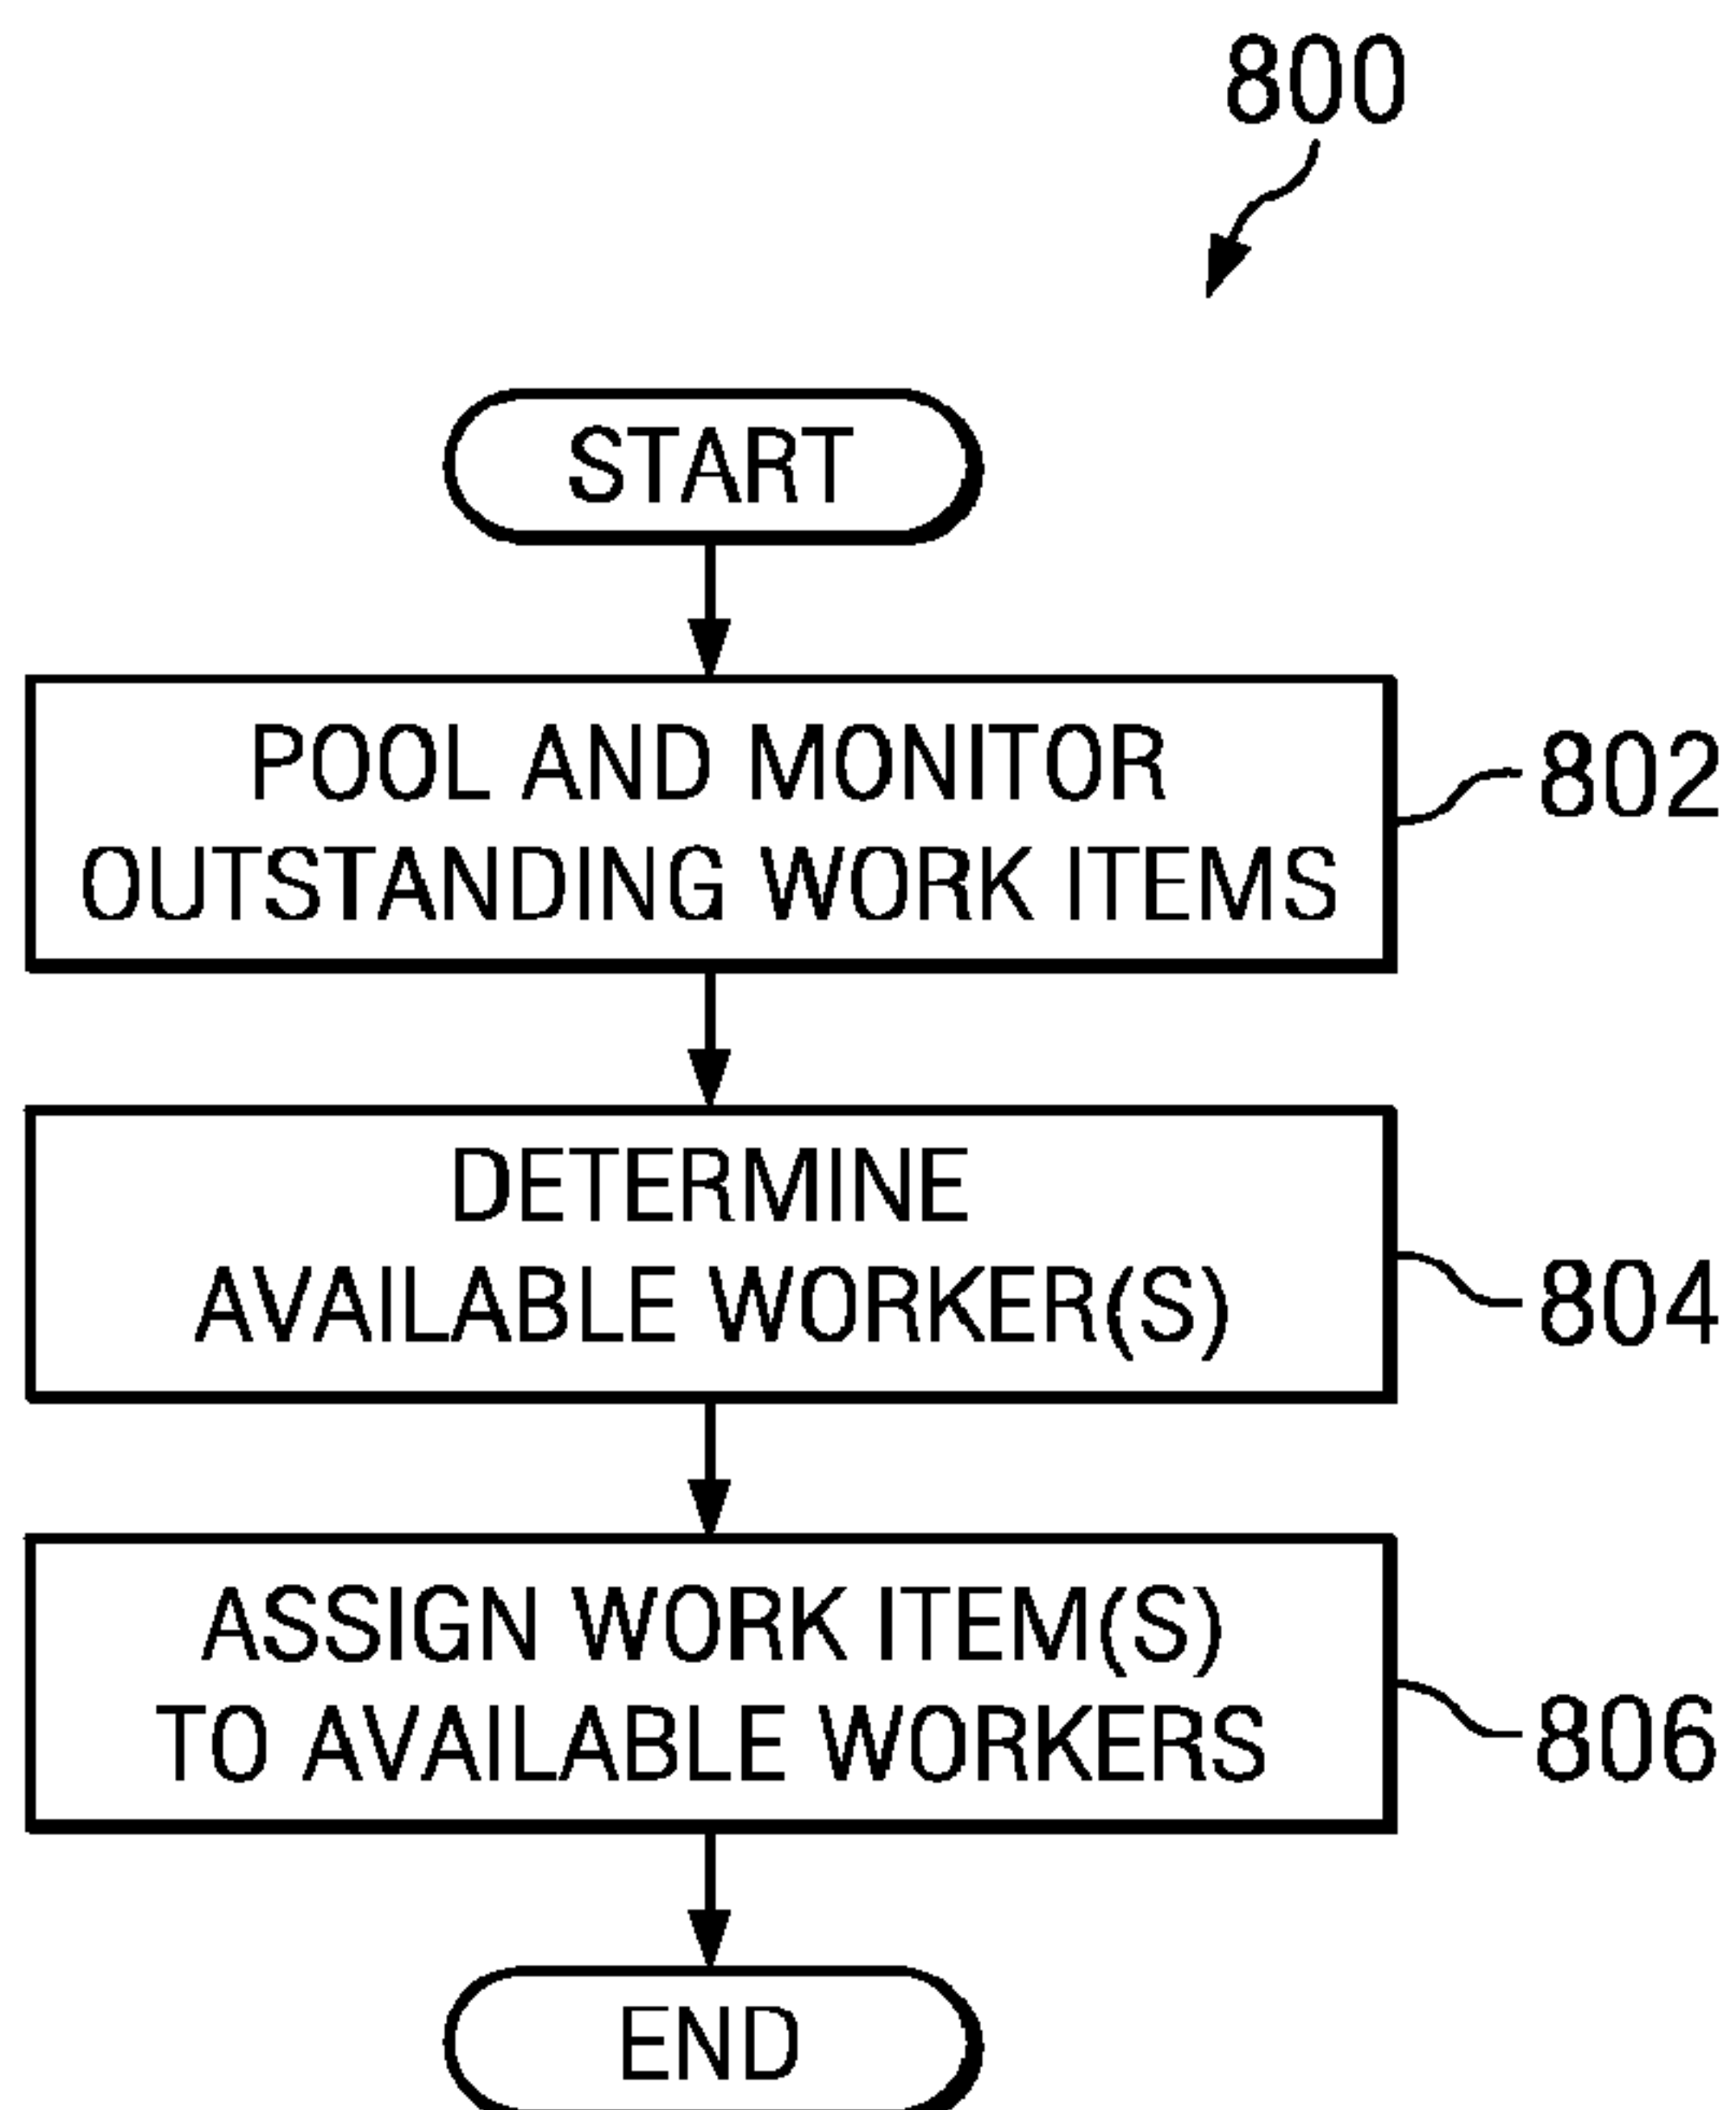 800
START
POOL AND MONITOR
OUTSTANDING WORK ITEMS
802
DETERMINE
AVAILABLE WORKER(S)
804
ASSIGN WORK ITEM(S)
TO AVAILABLE WORKERS
806
END